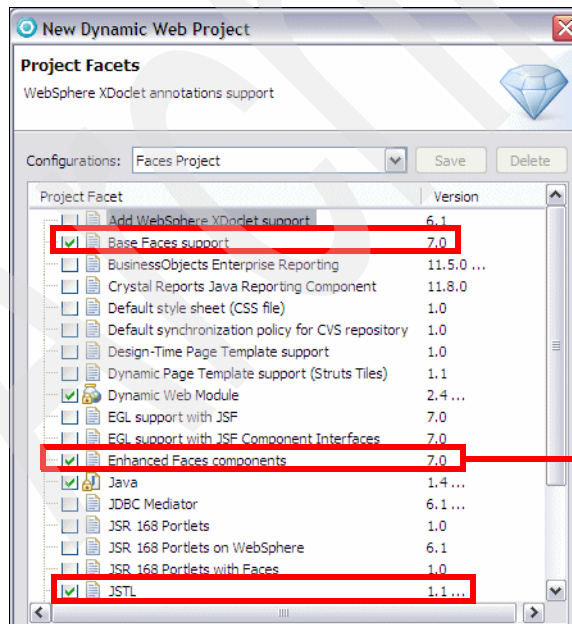 New Dynamic Web Project
Project Facets
WebSphere XDoclet annotations support
Configurations: Faces Project Save Delete
Project Facet Version
Add WebSphere XDoclet support 6.1
Base Faces support 7.0
BusinessObjects Enterprise Reporting 11.5.0 ...
Crystal Reports Java Reporting Component 11.8.0
Default style sheet (CSS file) 1.0
Default synchronization policy for CVS repository 1.0
Design-Time Page Template support 1.0
Dynamic Page Template support (Struts Tiles) 1.1
Dynamic Web Module 2.4 ...
EGL support with JSF 7.0
EGL support with JSF Component Interfaces 7.0
Enhanced Faces components 7.0
Java 1.4 ...
JDBC Mediator 6.1 ...
JSR 168 Portlets 1.0
JSR 168 Portlets on WebSphere 6.1
JSR 168 Portlets with Faces 1.0
JSTL 1.1 ...